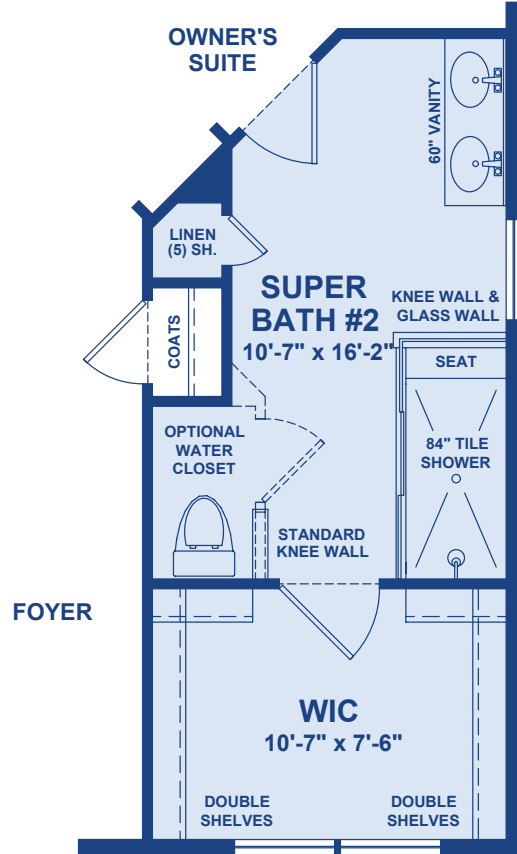 OWNER'S
SUITE
60" VANITY
LINEN
(5) SH.
SUPER
BATH #2
10'-7" x 16'-2"
KNEE WALL &
GLASS WALL
COATS
SEAT
OPTIONAL
WATER
CLOSET
84" TILE
SHOWER
STANDARD
KNEE WALL
FOYER
WIC
10'-7" x 7'-6"
DOUBLE
SHELVES
DOUBLE
SHELVES